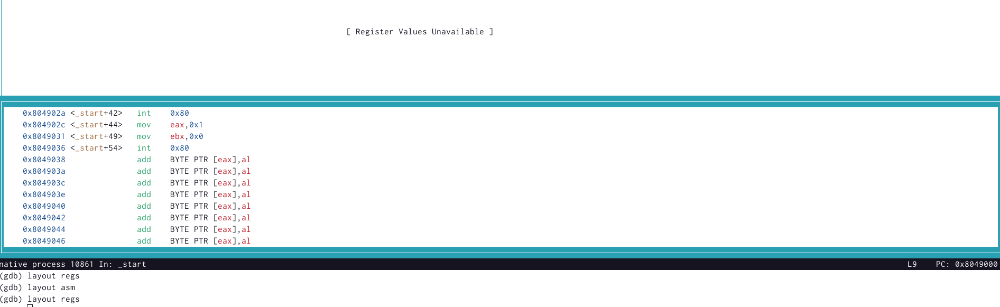 [ Register Values Unavailable ]
0x804902a <_start+42>   int    0x80
0x804902c <_start+44>   mov    eax,0x1
0x8049031 <_start+49>   mov    ebx,0x0
0x8049036 <_start+54>   int    0x80
0x8049038               add    BYTE PTR [eax],al
0x804903a               add    BYTE PTR [eax],al
0x804903c               add    BYTE PTR [eax],al
0x804903e               add    BYTE PTR [eax],al
0x8049040               add    BYTE PTR [eax],al
0x8049042               add    BYTE PTR [eax],al
0x8049044               add    BYTE PTR [eax],al
0x8049046               add    BYTE PTR [eax],al
native process 10861 In: _start    L9    PC: 0x8049000
(gdb) layout regs
(gdb) layout asm
(gdb) layout regs